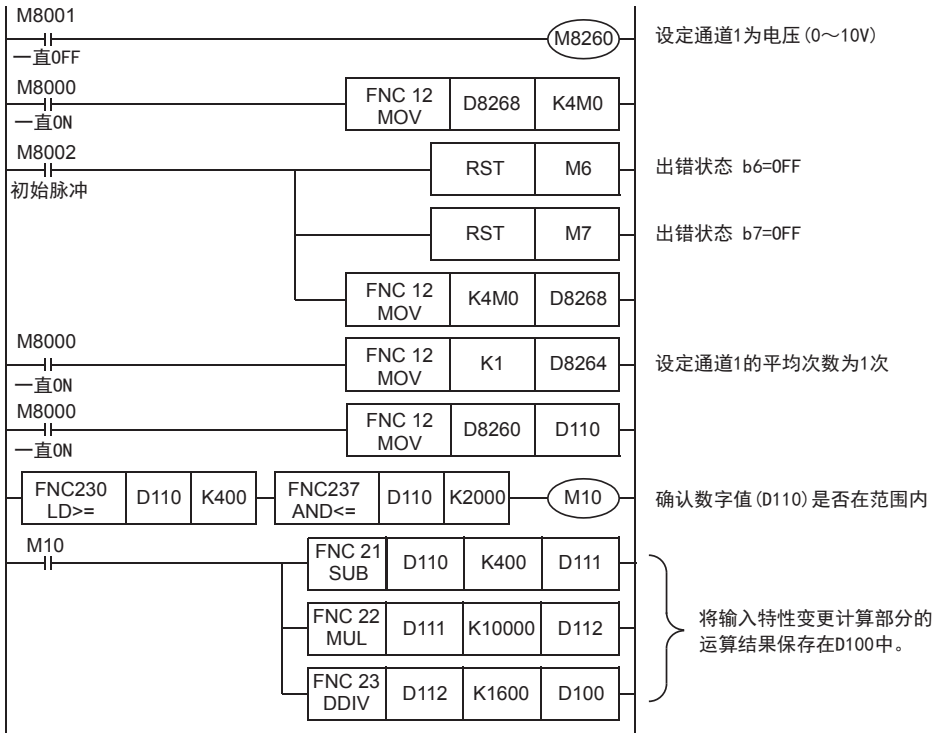 M8001
一直OFF
M8260
设定通道1为电压(0～10V)
M8000
一直ON
FNC 12
MOV
D8268
K4M0
M8002
初始脉冲
RST
M6
出错状态 b6=OFF
RST
M7
出错状态 b7=OFF
FNC 12
MOV
K4M0
D8268
M8000
一直ON
FNC 12
MOV
K1
D8264
设定通道1的平均次数为1次
M8000
一直ON
FNC 12
MOV
D8260
D110
FNC230
LD>=
D110
K400
FNC237
AND<=
D110
K2000
M10
确认数字值(D110)是否在范围内
M10
FNC 21
SUB
D110
K400
D111
FNC 22
MUL
D111
K10000
D112
FNC 23
DDIV
D112
K1600
D100
将输入特性变更计算部分的
运算结果保存在D100中。